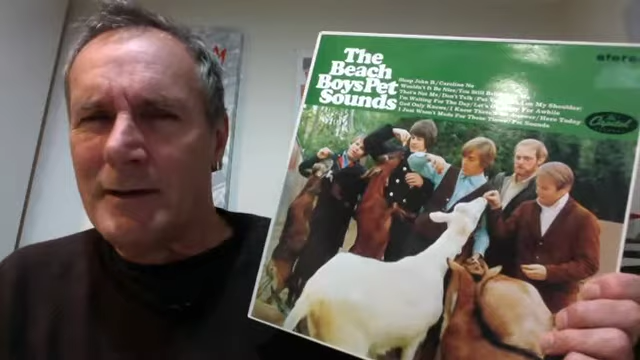 The
Beach
Boys Pet
Sounds
stereo
Sloop John B/Caroline No
Wouldn't It Be Nice/You Still Believe In Me
That's Not Me/Don't Talk (Put Your Head On My Shoulder)
I'm Waiting For The Day/Let's Go Away For Awhile
God Only Knows/I Know There's An Answer/Here Today
I Just Wasn't Made For These Times/Pet Sounds
Capitol